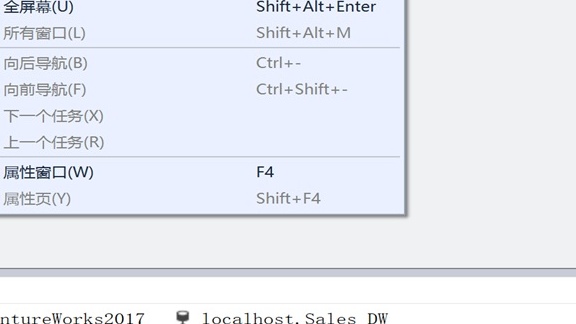 全屏幕(U) Shift+Alt+Enter
所有窗口(L) Shift+Alt+M
向后导航(B) Ctrl+-
向前导航(F) Ctrl+Shift+-
下一个任务(X)
上一个任务(R)
属性窗口(W) F4
属性页(Y) Shift+F4
ntureWorks2017 localhost.Sales DW